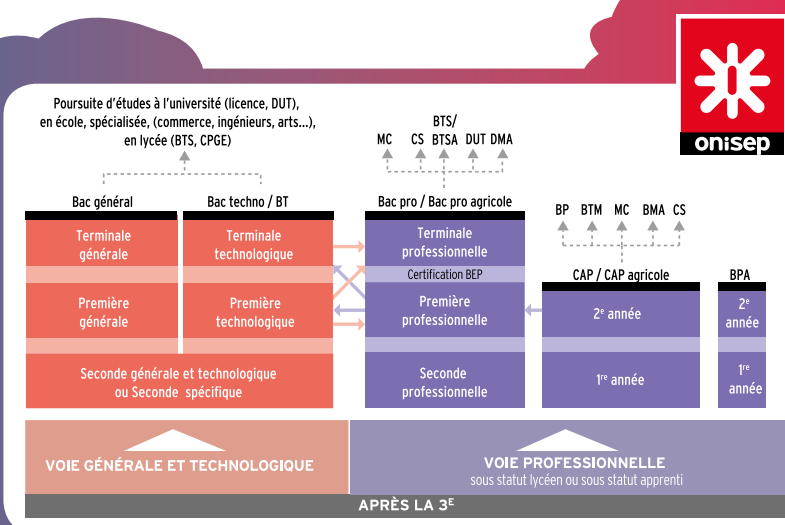 onisep
Poursuite d'études à l'université (licence, DUT),
en école, spécialisée, (commerce, ingénieurs, arts...),
en lycée (BTS, CPGE)
BTS/
MC CS BTSA DUT DMA
Bac général
Bac techno / BT
Bac pro / Bac pro agricole
BP BTM MC BMA CS
Terminale
générale
Terminale
technologique
Terminale
professionnelle
Certification BEP
CAP / CAP agricole
BPA
Première
générale
Première
technologique
Première
professionnelle
2e année
2e
année
Seconde générale et technologique
ou Seconde spécifique
Seconde
professionnelle
1re année
1re
année
VOIE GÉNÉRALE ET TECHNOLOGIQUE
VOIE PROFESSIONNELLE
sous statut lycéen ou sous statut apprenti
APRÈS LA 3E